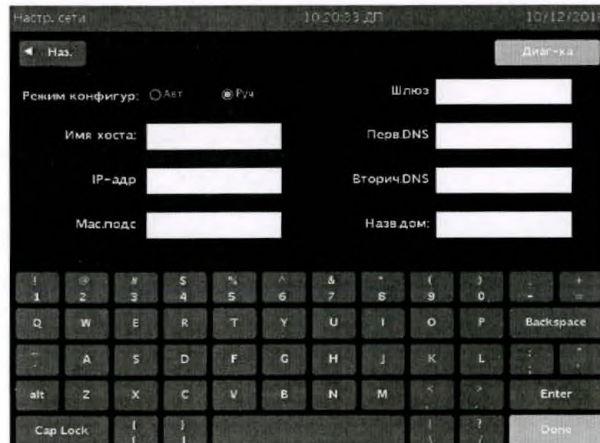 Настр. сети 10:20:33 ДП 10/12/2018
◄ Наз. Диаг-ка
Режим конфигур: Авт Руч Шлюз
Имя хоста: Перв.DNS
IP-адр Вторич.DNS
Мас.подс Назв.дом:
! @ # $ % ^ & * ( ) _ +
1 2 3 4 5 6 7 8 9 0 - =
Q W E R T Y U I O P Backspace
A S D F G H J K L : "
alt Z X C V B N M < > Enter
Cap Lock { } | ? Done
[ ]